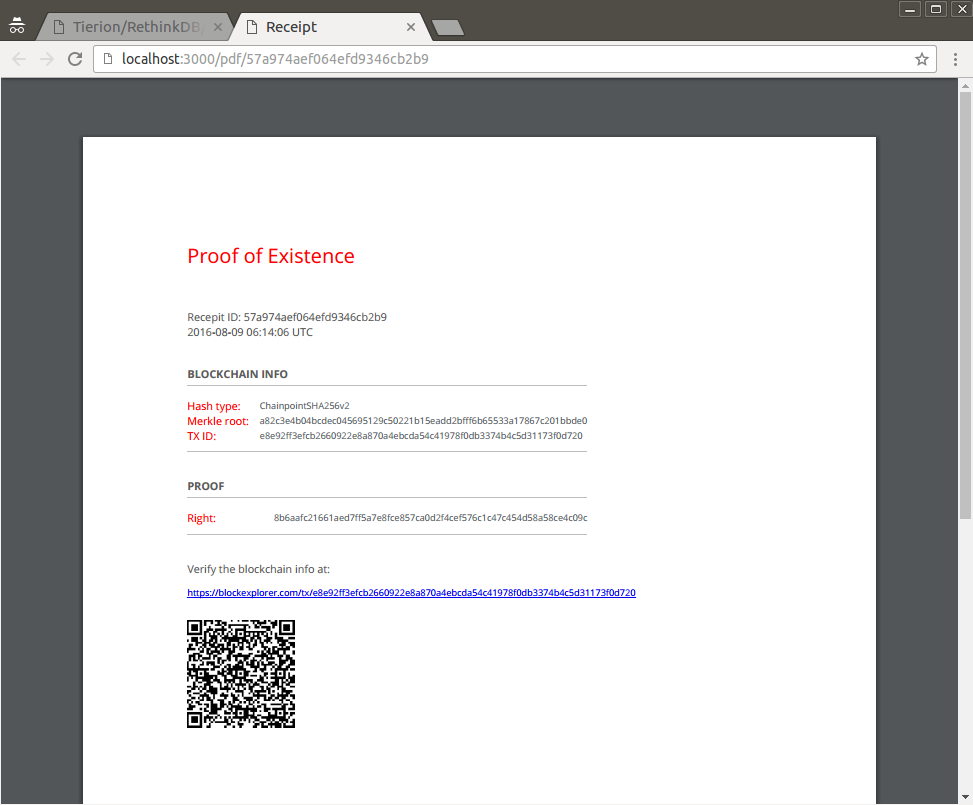 Tierion/RethinkDB
Receipt
localhost:3000/pdf/57a974aef064efd9346cb2b9
Proof of Existence
Recepit ID: 57a974aef064efd9346cb2b9
2016-08-09 06:14:06 UTC
BLOCKCHAIN INFO
Hash type: ChainpointSHA256v2
Merkle root: a82c3e4b04bcdec045695129c50221b15eadd2bfff6b65533a17867c201bbde0
TX ID: e8e92ff3efcb2660922e8a870a4ebcda54c41978f0db3374b4c5d31173f0d720
PROOF
Right: 8b6aafc21661aed7ff5a7e8fce857ca0d2f4cef576c1c47c454d58a58ce4c09c
Verify the blockchain info at:
https://blockexplorer.com/tx/e8e92ff3efcb2660922e8a870a4ebcda54c41978f0db3374b4c5d31173f0d720